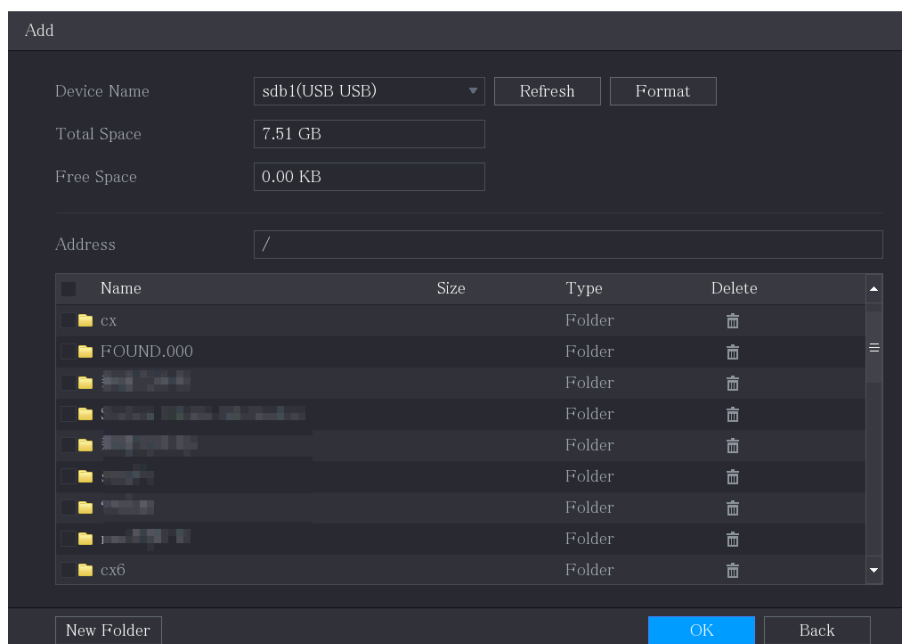 Add
Device Name sdb1(USB USB) Refresh Format
Total Space 7.51 GB
Free Space 0.00 KB
Address /
Name Size Type Delete
cx Folder
FOUND.000 Folder
Folder
Folder
Folder
Folder
Folder
Folder
cx6 Folder
New Folder OK Back